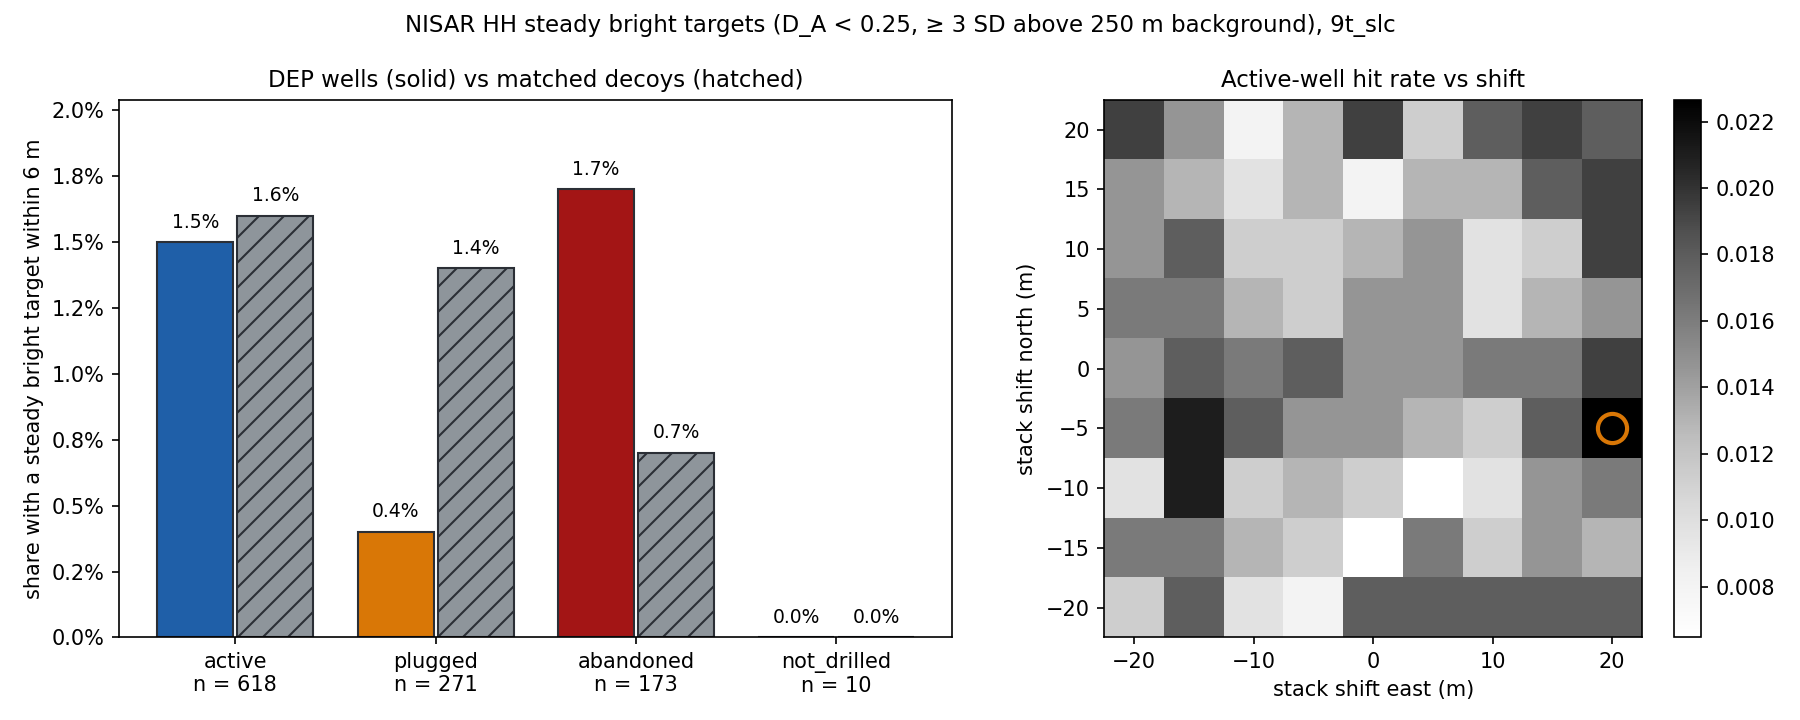 NISAR HH steady bright targets (D_A < 0.25, ≥ 3 SD above 250 m background), 9t_slc
DEP wells (solid) vs matched decoys (hatched)
share with a steady bright target within 6 m
2.0%
1.8%
1.5%
1.2%
1.0%
0.8%
0.5%
0.2%
0.0%
1.5%
1.6%
0.4%
1.4%
1.7%
0.7%
0.0%
0.0%
active
n = 618
plugged
n = 271
abandoned
n = 173
not_drilled
n = 10
Active-well hit rate vs shift
stack shift north (m)
20
15
10
5
0
−5
−10
−15
−20
−20
−10
0
10
20
stack shift east (m)
0.022
0.020
0.018
0.016
0.014
0.012
0.010
0.008